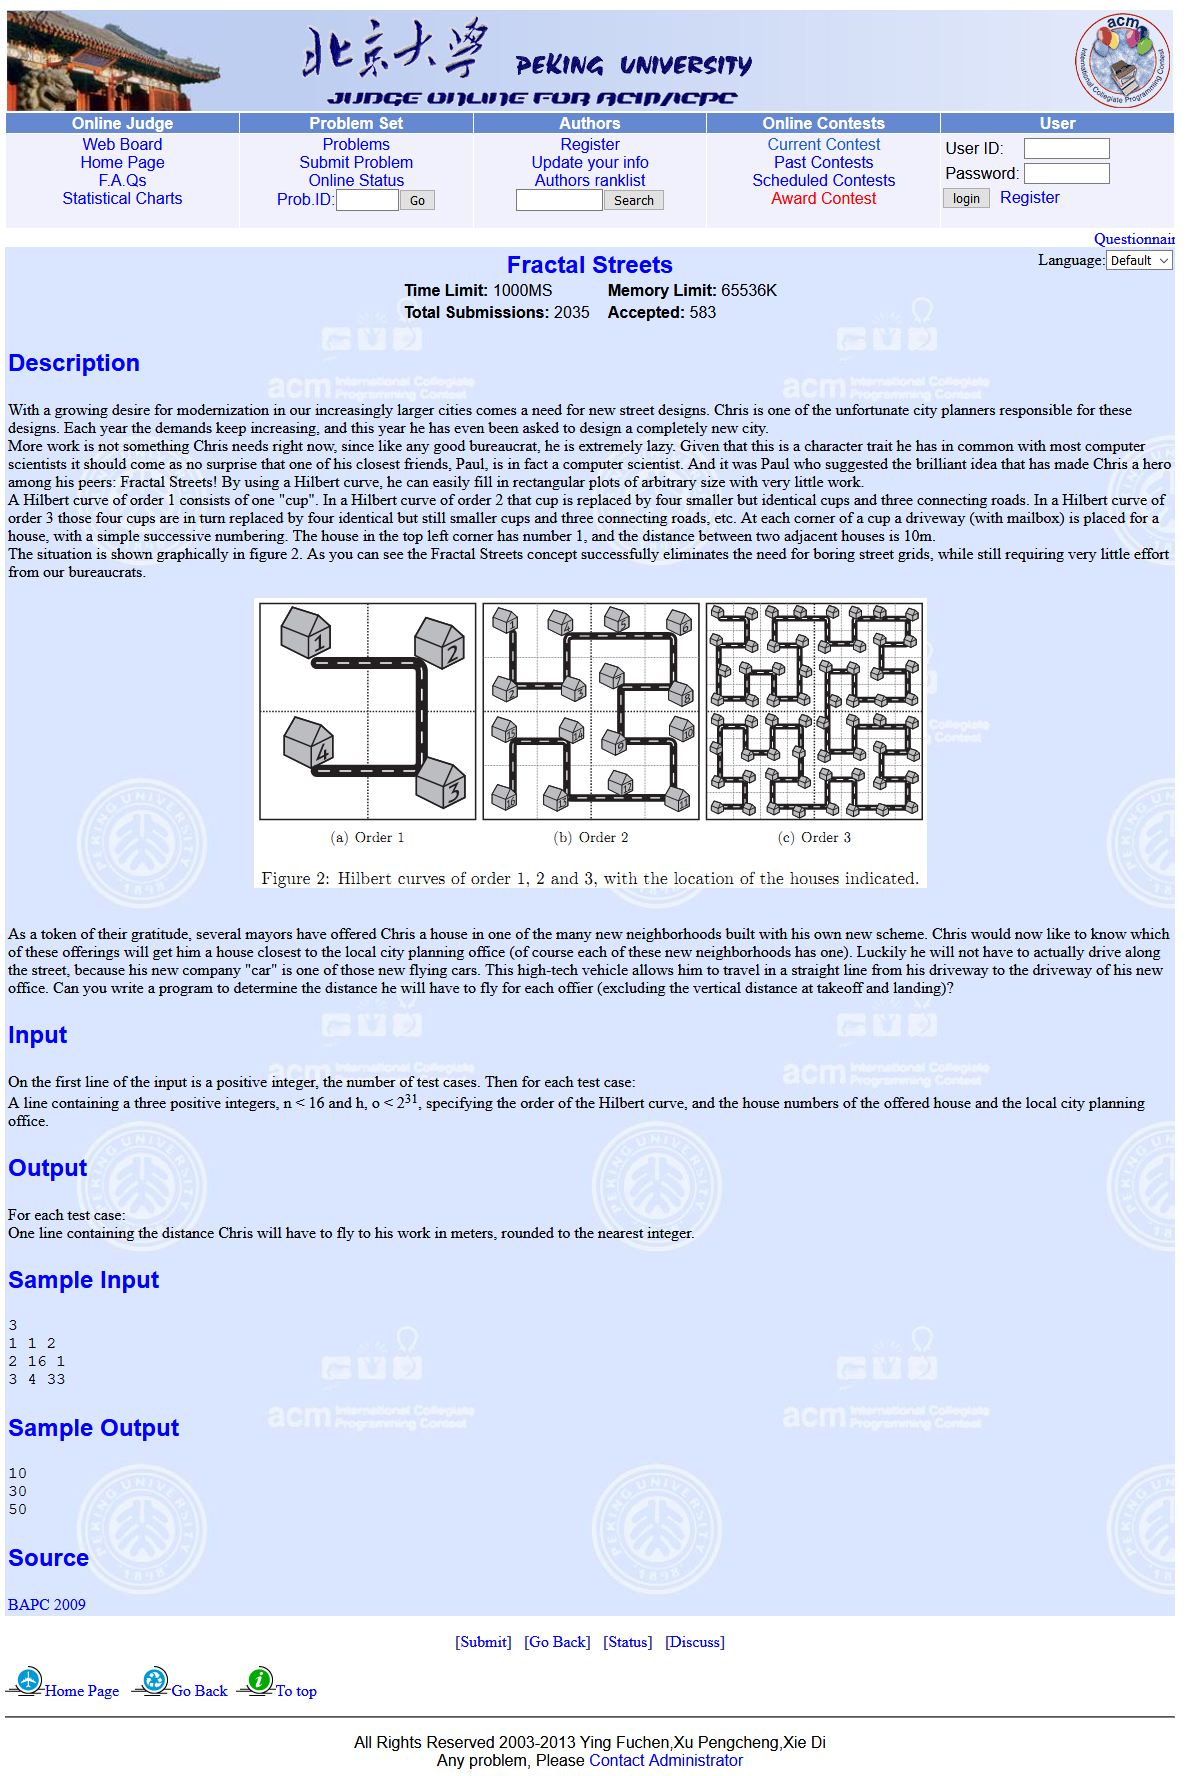 北京大學 PEKING UNIVERSITY
JUDGE ONLINE FOR ACM/ICPC
acm
International Collegiate Programming Contest
Online Judge Problem Set Authors Online Contests User
Web Board Problems Register Current Contest User ID:
Home Page Submit Problem Update your info Past Contests Password:
F.A.Qs Online Status Authors ranklist Scheduled Contests login Register
Statistical Charts Prob.ID: Go Search Award Contest
Questionnair
Language: Default
Fractal Streets
Time Limit: 1000MS Memory Limit: 65536K
Total Submissions: 2035 Accepted: 583
Description
With a growing desire for modernization in our increasingly larger cities comes a need for new street designs. Chris is one of the unfortunate city planners responsible for these
designs. Each year the demands keep increasing, and this year he has even been asked to design a completely new city.
More work is not something Chris needs right now, since like any good bureaucrat, he is extremely lazy. Given that this is a character trait he has in common with most computer
scientists it should come as no surprise that one of his closest friends, Paul, is in fact a computer scientist. And it was Paul who suggested the brilliant idea that has made Chris a hero
among his peers: Fractal Streets! By using a Hilbert curve, he can easily fill in rectangular plots of arbitrary size with very little work.
A Hilbert curve of order 1 consists of one "cup". In a Hilbert curve of order 2 that cup is replaced by four smaller but identical cups and three connecting roads. In a Hilbert curve of
order 3 those four cups are in turn replaced by four identical but still smaller cups and three connecting roads, etc. At each corner of a cup a driveway (with mailbox) is placed for a
house, with a simple successive numbering. The house in the top left corner has number 1, and the distance between two adjacent houses is 10m.
The situation is shown graphically in figure 2. As you can see the Fractal Streets concept successfully eliminates the need for boring street grids, while still requiring very little effort
from our bureaucrats.
1 2
4 3
1 4 5 6
2 3 7 8
15 14 9 10
16 13 12 11
(a) Order 1 (b) Order 2 (c) Order 3
Figure 2: Hilbert curves of order 1, 2 and 3, with the location of the houses indicated.
As a token of their gratitude, several mayors have offered Chris a house in one of the many new neighborhoods built with his own new scheme. Chris would now like to know which
of these offerings will get him a house closest to the local city planning office (of course each of these new neighborhoods has one). Luckily he will not have to actually drive along
the street, because his new company "car" is one of those new flying cars. This high-tech vehicle allows him to travel in a straight line from his driveway to the driveway of his new
office. Can you write a program to determine the distance he will have to fly for each offier (excluding the vertical distance at takeoff and landing)?
Input
On the first line of the input is a positive integer, the number of test cases. Then for each test case:
A line containing a three positive integers, n < 16 and h, o < 2^31, specifying the order of the Hilbert curve, and the house numbers of the offered house and the local city planning
office.
Output
For each test case:
One line containing the distance Chris will have to fly to his work in meters, rounded to the nearest integer.
Sample Input
3
1 1 2
2 16 1
3 4 33
Sample Output
10
30
50
Source
BAPC 2009
[Submit] [Go Back] [Status] [Discuss]
Home Page Go Back To top
All Rights Reserved 2003-2013 Ying Fuchen,Xu Pengcheng,Xie Di
Any problem, Please Contact Administrator